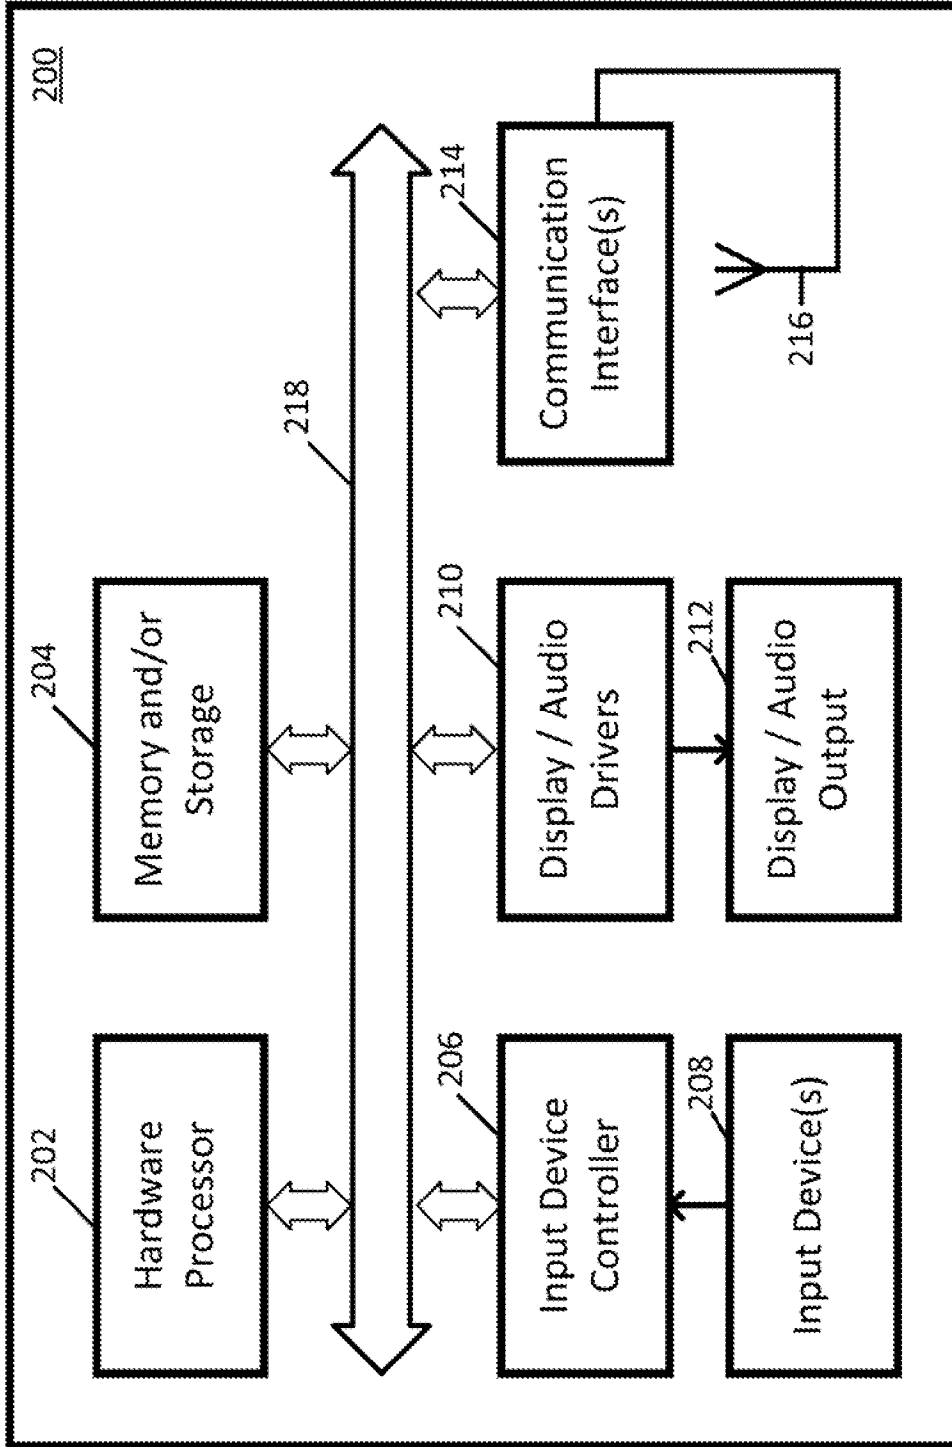 200
202
Hardware
Processor
204
Memory and/or
Storage
218
206
Input Device
Controller
210
Display / Audio
Drivers
214
Communication
Interface(s)
208
Input Device(s)
212
Display / Audio
Output
216